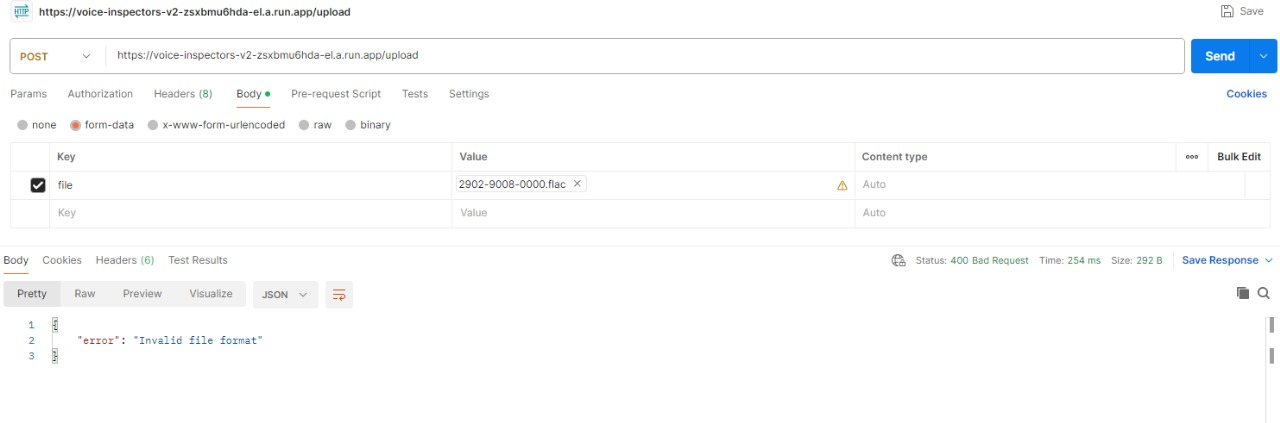 HTTP https://voice-inspectors-v2-zsxbmu6hda-el.a.run.app/upload Save
POST https://voice-inspectors-v2-zsxbmu6hda-el.a.run.app/upload Send
Params Authorization Headers (8) Body Pre-request Script Tests Settings Cookies
none form-data x-www-form-urlencoded raw binary
Key Value Content type Bulk Edit
file 2902-9008-0000.flac Auto
Key Value Auto
Body Cookies Headers (6) Test Results Status: 400 Bad Request Time: 254 ms Size: 292 B Save Response
Pretty Raw Preview Visualize JSON
1 {
2 "error": "Invalid file format"
3 }